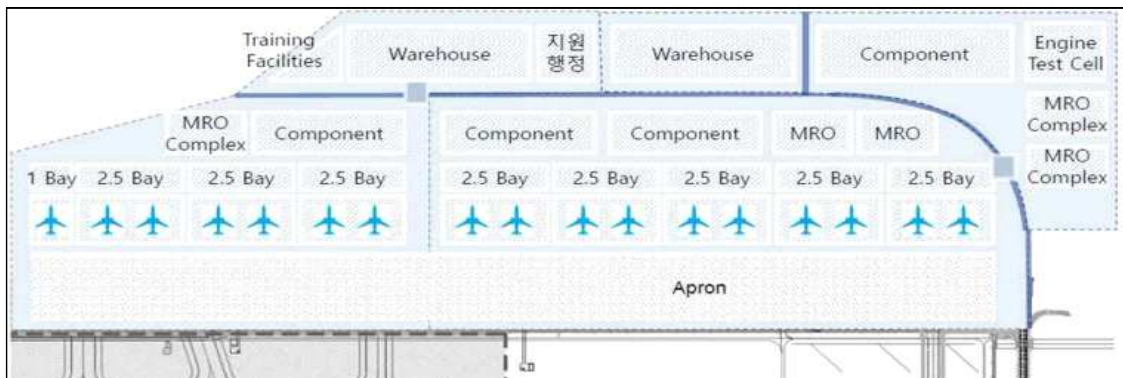 Training
Facilities
Warehouse
지원
행정
Warehouse
Component
Engine
Test Cell
MRO
Complex
Component
Component
Component
MRO
MRO
MRO
Complex
MRO
Complex
1 Bay
2.5 Bay
2.5 Bay
2.5 Bay
2.5 Bay
2.5 Bay
2.5 Bay
2.5 Bay
2.5 Bay
Apron